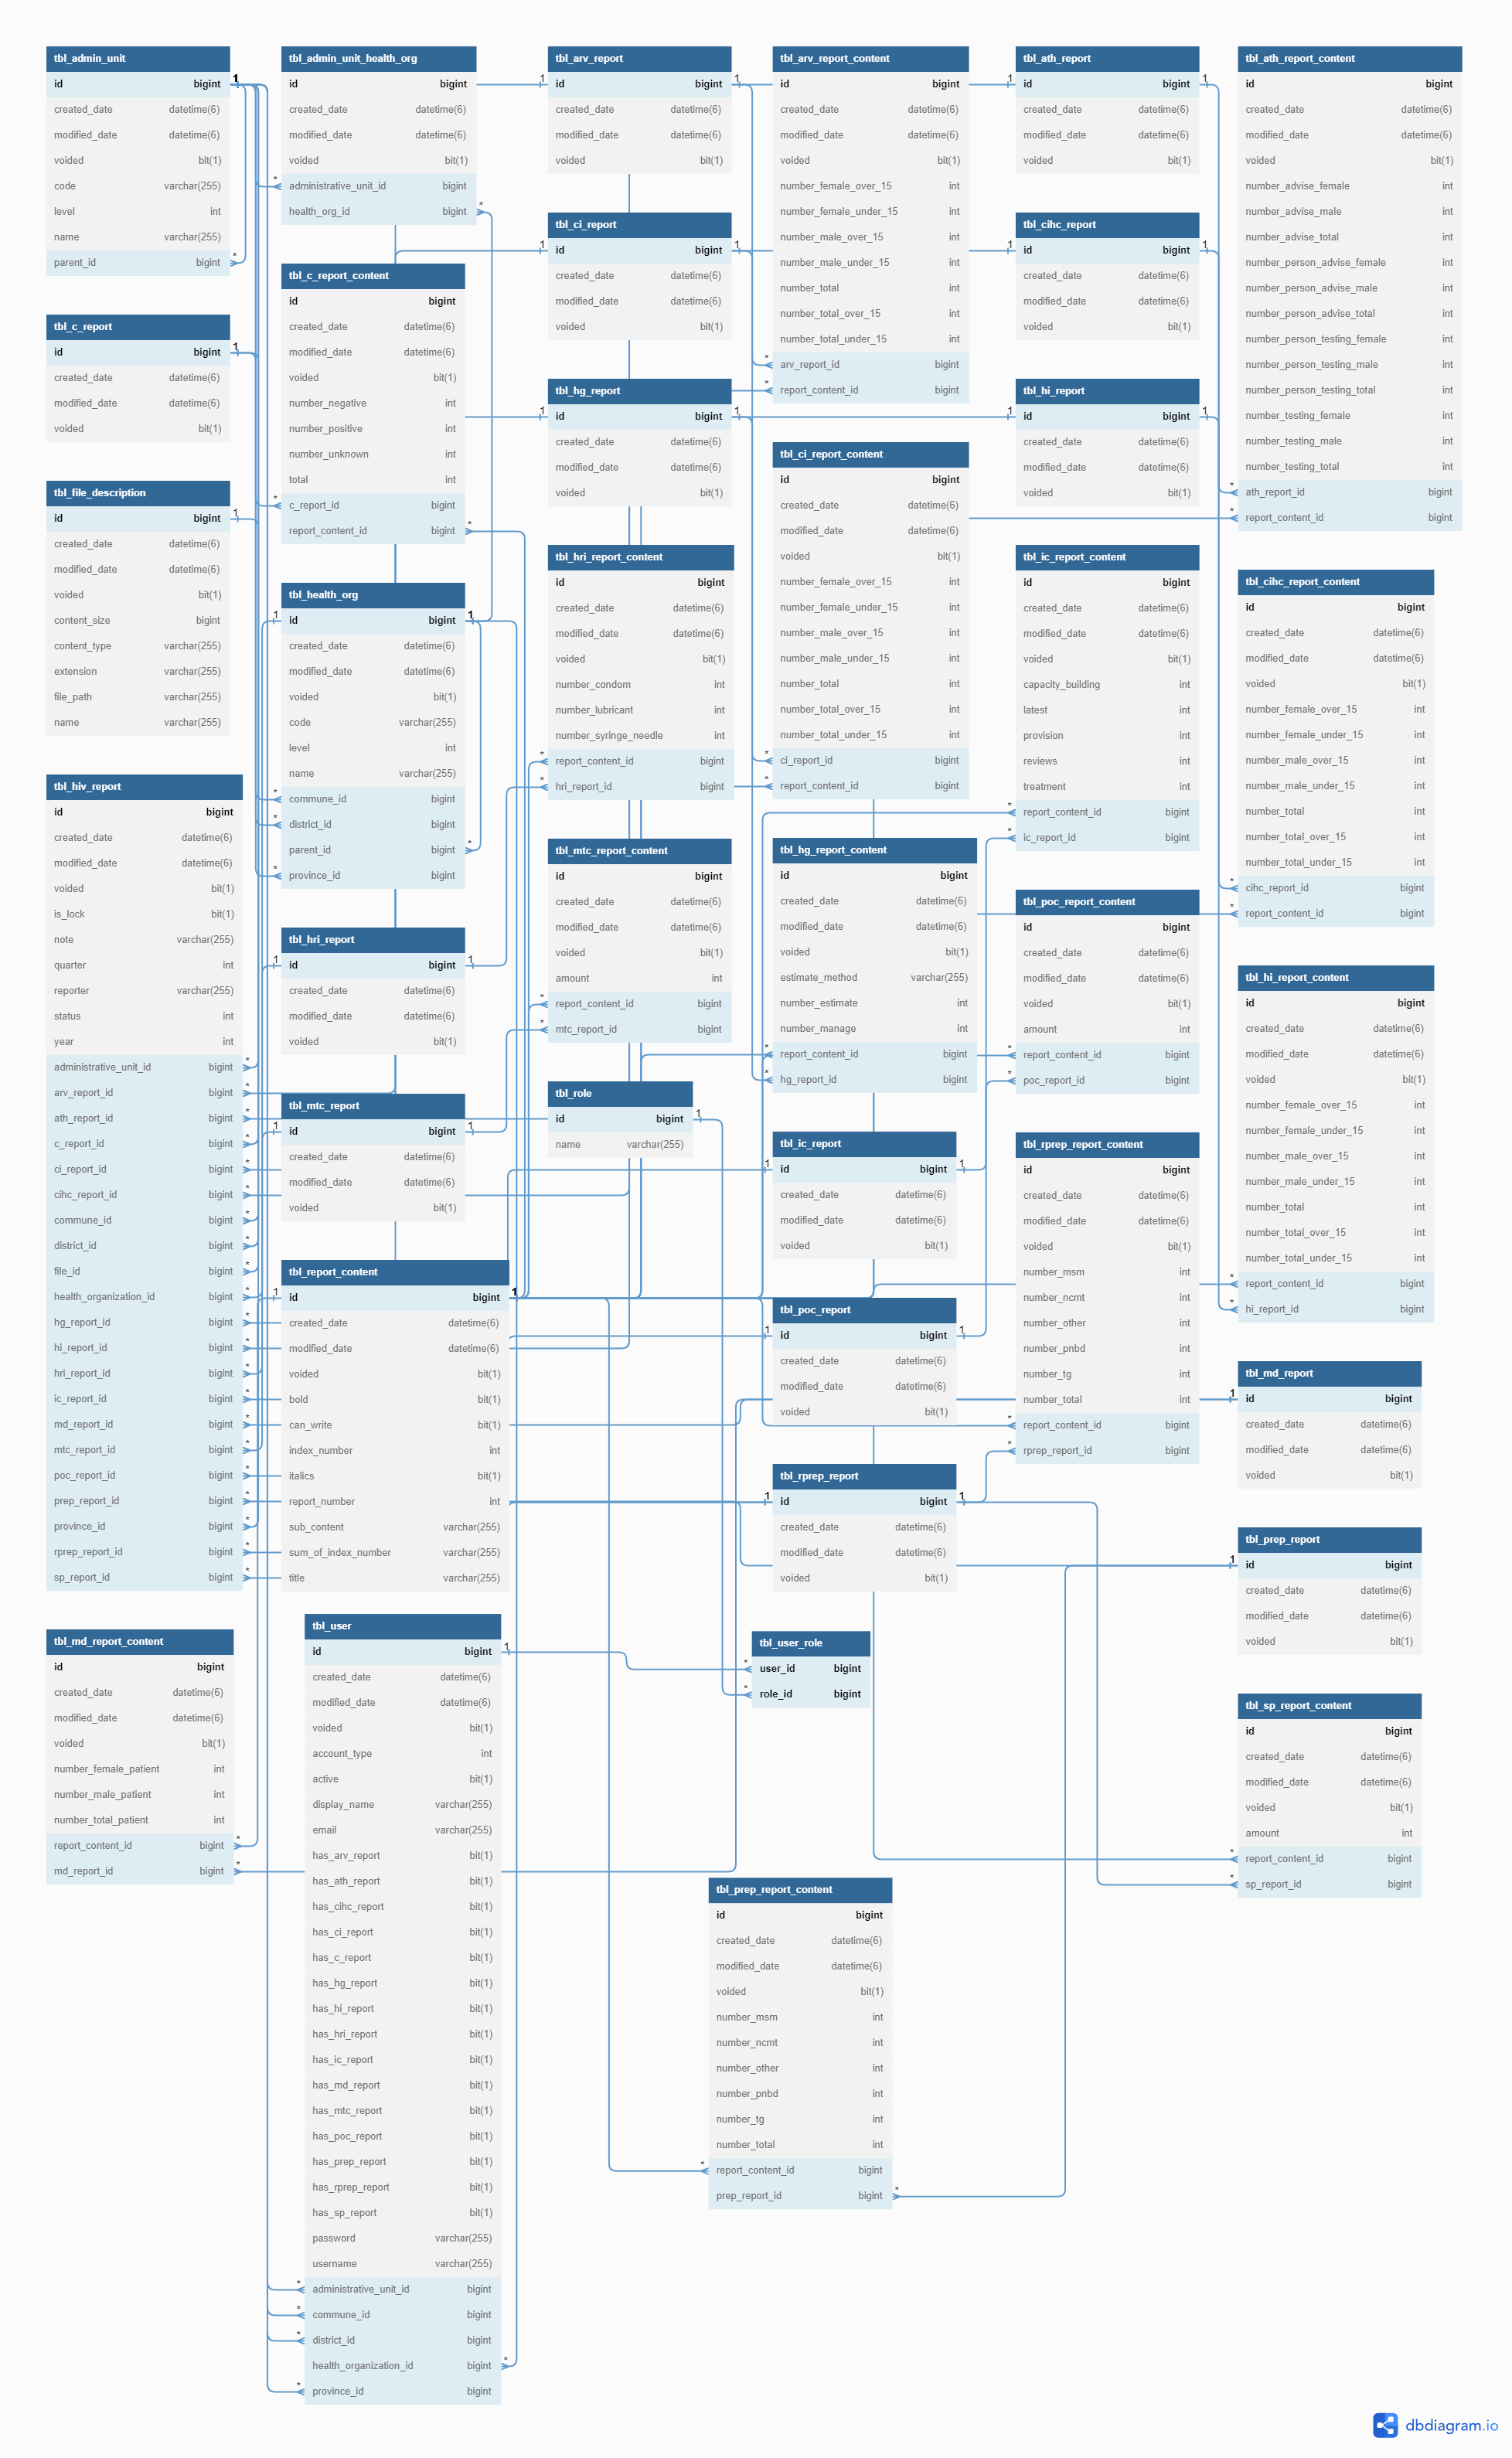 tbl_admin_unit
id bigint
created_date datetime(6)
modified_date datetime(6)
voided bit(1)
code varchar(255)
level int
name varchar(255)
parent_id bigint
tbl_c_report
id bigint
created_date datetime(6)
modified_date datetime(6)
voided bit(1)
tbl_file_description
id bigint
created_date datetime(6)
modified_date datetime(6)
voided bit(1)
content_size bigint
content_type varchar(255)
extension varchar(255)
file_path varchar(255)
name varchar(255)
tbl_hiv_report
id bigint
created_date datetime(6)
modified_date datetime(6)
voided bit(1)
is_lock bit(1)
note varchar(255)
quarter int
reporter varchar(255)
status int
year int
administrative_unit_id bigint
arv_report_id bigint
ath_report_id bigint
c_report_id bigint
ci_report_id bigint
cihc_report_id bigint
commune_id bigint
district_id bigint
file_id bigint
health_organization_id bigint
hg_report_id bigint
hi_report_id bigint
hri_report_id bigint
ic_report_id bigint
md_report_id bigint
mtc_report_id bigint
poc_report_id bigint
prep_report_id bigint
province_id bigint
rprep_report_id bigint
sp_report_id bigint
tbl_md_report_content
id bigint
created_date datetime(6)
modified_date datetime(6)
voided bit(1)
number_female_patient int
number_male_patient int
number_total_patient int
report_content_id bigint
md_report_id bigint
tbl_admin_unit_health_org
id bigint
created_date datetime(6)
modified_date datetime(6)
voided bit(1)
administrative_unit_id bigint
health_org_id bigint
tbl_c_report_content
id bigint
created_date datetime(6)
modified_date datetime(6)
voided bit(1)
number_negative int
number_positive int
number_unknown int
total int
c_report_id bigint
report_content_id bigint
tbl_health_org
id bigint
created_date datetime(6)
modified_date datetime(6)
voided bit(1)
code varchar(255)
level int
name varchar(255)
commune_id bigint
district_id bigint
parent_id bigint
province_id bigint
tbl_hri_report
id bigint
created_date datetime(6)
modified_date datetime(6)
voided bit(1)
tbl_mtc_report
id bigint
created_date datetime(6)
modified_date datetime(6)
voided bit(1)
tbl_report_content
id bigint
created_date datetime(6)
modified_date datetime(6)
voided bit(1)
bold bit(1)
can_write bit(1)
index_number int
italics bit(1)
report_number int
sub_content varchar(255)
sum_of_index_number varchar(255)
title varchar(255)
tbl_user
id bigint
created_date datetime(6)
modified_date datetime(6)
voided bit(1)
account_type int
active bit(1)
display_name varchar(255)
email varchar(255)
has_arv_report bit(1)
has_ath_report bit(1)
has_cihc_report bit(1)
has_ci_report bit(1)
has_c_report bit(1)
has_hg_report bit(1)
has_hi_report bit(1)
has_hri_report bit(1)
has_ic_report bit(1)
has_md_report bit(1)
has_mtc_report bit(1)
has_poc_report bit(1)
has_prep_report bit(1)
has_rprep_report bit(1)
has_sp_report bit(1)
password varchar(255)
username varchar(255)
administrative_unit_id bigint
commune_id bigint
district_id bigint
health_organization_id bigint
province_id bigint
tbl_arv_report
id bigint
created_date datetime(6)
modified_date datetime(6)
voided bit(1)
tbl_ci_report
id bigint
created_date datetime(6)
modified_date datetime(6)
voided bit(1)
tbl_hg_report
id bigint
created_date datetime(6)
modified_date datetime(6)
voided bit(1)
tbl_hri_report_content
id bigint
created_date datetime(6)
modified_date datetime(6)
voided bit(1)
number_condom int
number_lubricant int
number_syringe_needle int
report_content_id bigint
hri_report_id bigint
tbl_mtc_report_content
id bigint
created_date datetime(6)
modified_date datetime(6)
voided bit(1)
amount int
report_content_id bigint
mtc_report_id bigint
tbl_role
id bigint
name varchar(255)
tbl_arv_report_content
id bigint
created_date datetime(6)
modified_date datetime(6)
voided bit(1)
number_female_over_15 int
number_female_under_15 int
number_male_over_15 int
number_male_under_15 int
number_total int
number_total_over_15 int
number_total_under_15 int
arv_report_id bigint
report_content_id bigint
tbl_ci_report_content
id bigint
created_date datetime(6)
modified_date datetime(6)
voided bit(1)
number_female_over_15 int
number_female_under_15 int
number_male_over_15 int
number_male_under_15 int
number_total int
number_total_over_15 int
number_total_under_15 int
ci_report_id bigint
report_content_id bigint
tbl_hg_report_content
id bigint
created_date datetime(6)
modified_date datetime(6)
voided bit(1)
estimate_method varchar(255)
number_estimate int
number_manage int
report_content_id bigint
hg_report_id bigint
tbl_ic_report
id bigint
created_date datetime(6)
modified_date datetime(6)
voided bit(1)
tbl_poc_report
id bigint
created_date datetime(6)
modified_date datetime(6)
voided bit(1)
tbl_rprep_report
id bigint
created_date datetime(6)
modified_date datetime(6)
voided bit(1)
tbl_user_role
user_id bigint
role_id bigint
tbl_prep_report_content
id bigint
created_date datetime(6)
modified_date datetime(6)
voided bit(1)
number_msm int
number_ncmt int
number_other int
number_pnbd int
number_tg int
number_total int
report_content_id bigint
prep_report_id bigint
tbl_ath_report
id bigint
created_date datetime(6)
modified_date datetime(6)
voided bit(1)
tbl_cihc_report
id bigint
created_date datetime(6)
modified_date datetime(6)
voided bit(1)
tbl_hi_report
id bigint
created_date datetime(6)
modified_date datetime(6)
voided bit(1)
tbl_ic_report_content
id bigint
created_date datetime(6)
modified_date datetime(6)
voided bit(1)
capacity_building int
latest int
provision int
reviews int
treatment int
report_content_id bigint
ic_report_id bigint
tbl_poc_report_content
id bigint
created_date datetime(6)
modified_date datetime(6)
voided bit(1)
amount int
report_content_id bigint
poc_report_id bigint
tbl_rprep_report_content
id bigint
created_date datetime(6)
modified_date datetime(6)
voided bit(1)
number_msm int
number_ncmt int
number_other int
number_pnbd int
number_tg int
number_total int
report_content_id bigint
rprep_report_id bigint
tbl_ath_report_content
id bigint
created_date datetime(6)
modified_date datetime(6)
voided bit(1)
number_advise_female int
number_advise_male int
number_advise_total int
number_person_advise_female int
number_person_advise_male int
number_person_advise_total int
number_person_testing_female int
number_person_testing_male int
number_person_testing_total int
number_testing_female int
number_testing_male int
number_testing_total int
ath_report_id bigint
report_content_id bigint
tbl_cihc_report_content
id bigint
created_date datetime(6)
modified_date datetime(6)
voided bit(1)
number_female_over_15 int
number_female_under_15 int
number_male_over_15 int
number_male_under_15 int
number_total int
number_total_over_15 int
number_total_under_15 int
cihc_report_id bigint
report_content_id bigint
tbl_hi_report_content
id bigint
created_date datetime(6)
modified_date datetime(6)
voided bit(1)
number_female_over_15 int
number_female_under_15 int
number_male_over_15 int
number_male_under_15 int
number_total int
number_total_over_15 int
number_total_under_15 int
report_content_id bigint
hi_report_id bigint
tbl_md_report
id bigint
created_date datetime(6)
modified_date datetime(6)
voided bit(1)
tbl_prep_report
id bigint
created_date datetime(6)
modified_date datetime(6)
voided bit(1)
tbl_sp_report_content
id bigint
created_date datetime(6)
modified_date datetime(6)
voided bit(1)
amount int
report_content_id bigint
sp_report_id bigint
dbdiagram.io